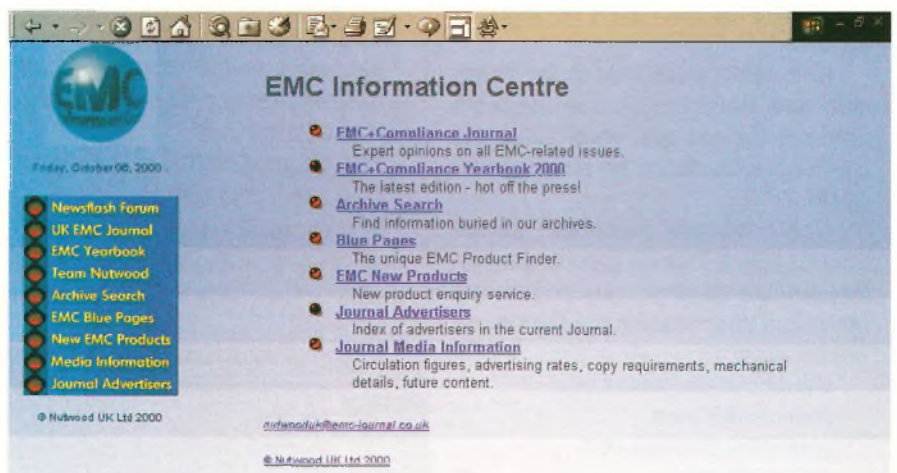 EMC
Friday, October 06, 2000
Newsflash Forum
UK EMC Journal
EMC Yearbook
Team Nutwood
Archive Search
EMC Blue Pages
New EMC Products
Media Information
Journal Advertisers
© Nutwood UK Ltd 2000
EMC Information Centre
EMC+Compliance Journal
Expert opinions on all EMC-related issues.
EMC+Compliance Yearbook 2000
The latest edition - hot off the press!
Archive Search
Find information buried in our archives.
Blue Pages
The unique EMC Product Finder.
EMC New Products
New product enquiry service.
Journal Advertisers
Index of advertisers in the current Journal.
Journal Media Information
Circulation figures, advertising rates, copy requirements, mechanical
details, future content.
nutwooduk@emc-journal.co.uk
© Nutwood UK Ltd 2000